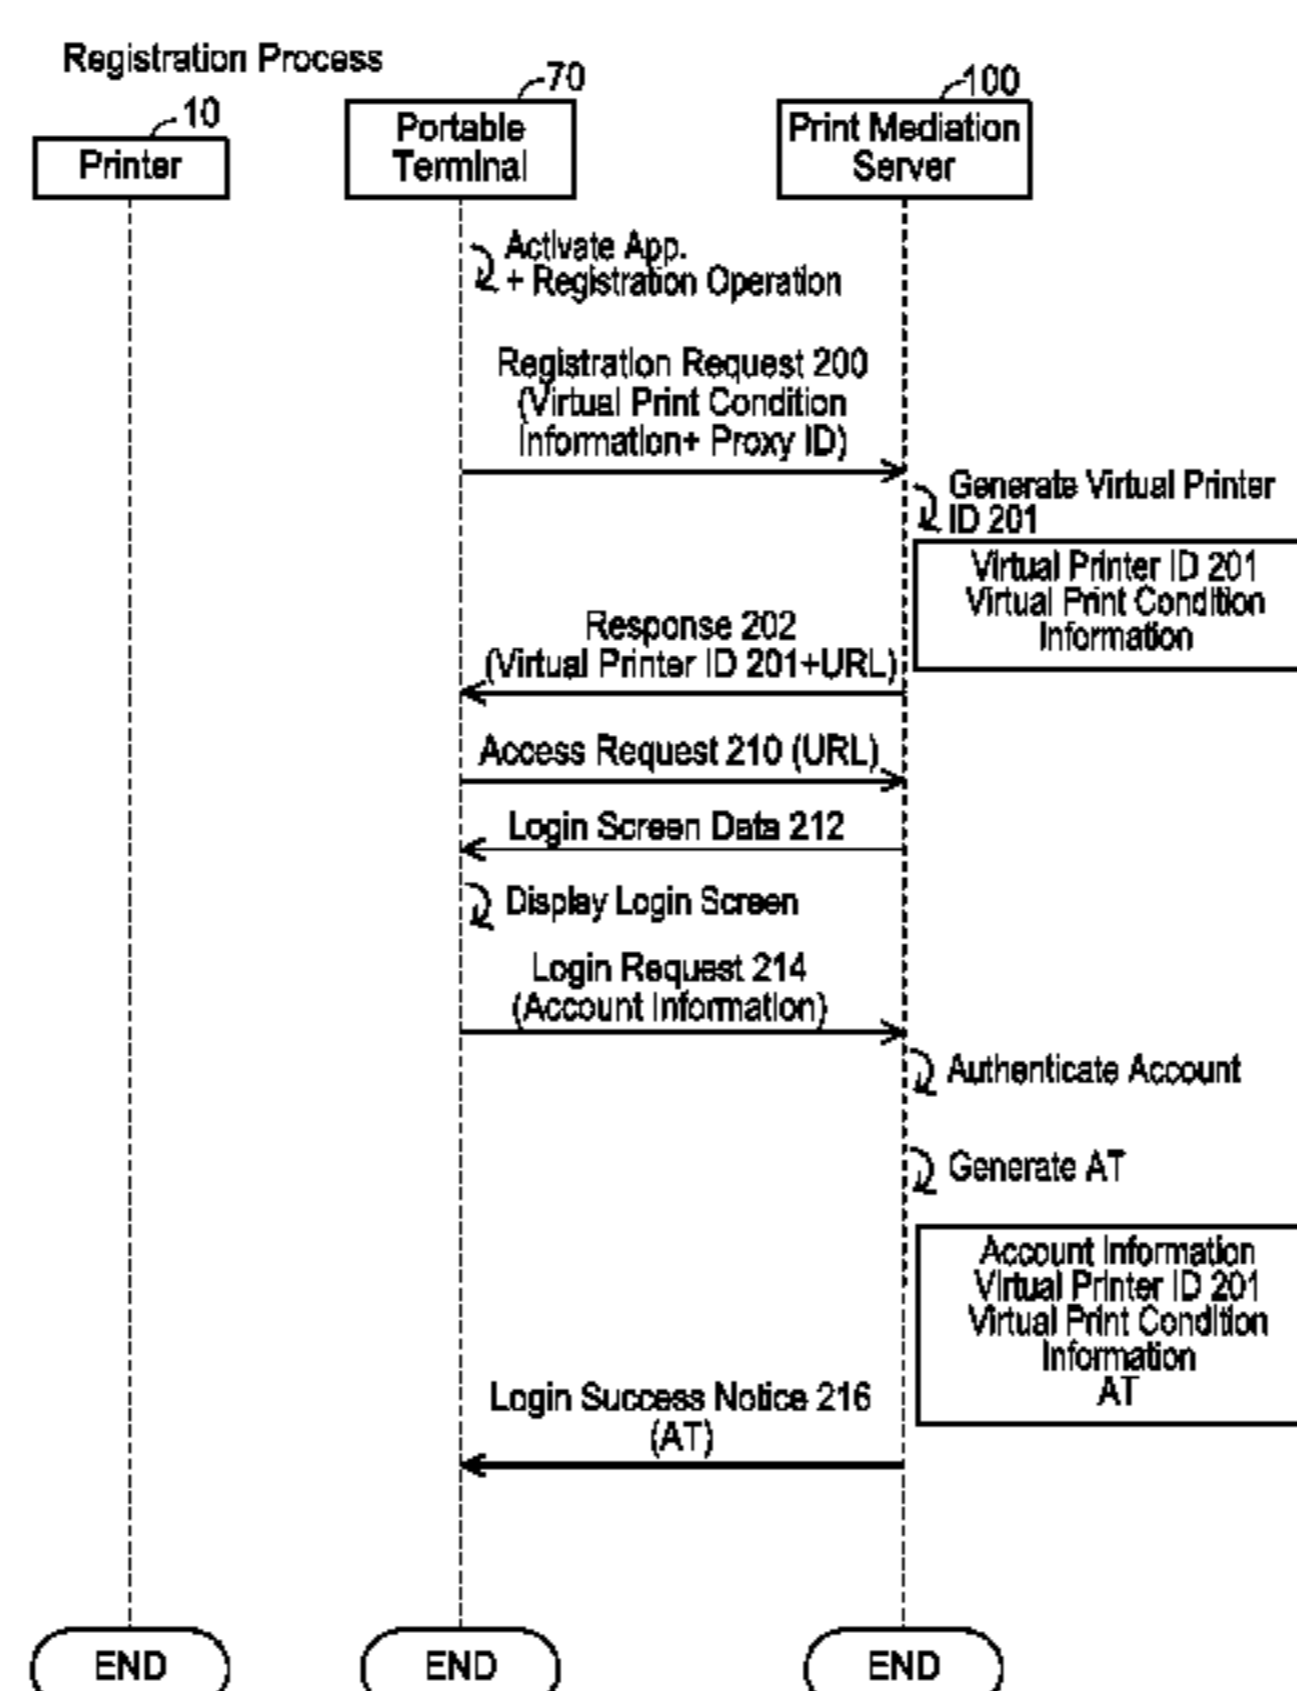 Registration Process
10
70
100
Printer
Portable
Terminal
Print Mediation
Server
Activate App.
+ Registration Operation
Registration Request 200
(Virtual Print Condition
Information+ Proxy ID)
Generate Virtual Printer
ID 201
Virtual Printer ID 201
Virtual Print Condition
Information
Response 202
(Virtual Printer ID 201+URL)
Access Request 210 (URL)
Login Screen Data 212
Display Login Screen
Login Request 214
(Account Information)
Authenticate Account
Generate AT
Account Information
Virtual Printer ID 201
Virtual Print Condition
Information
AT
Login Success Notice 216
(AT)
END
END
END